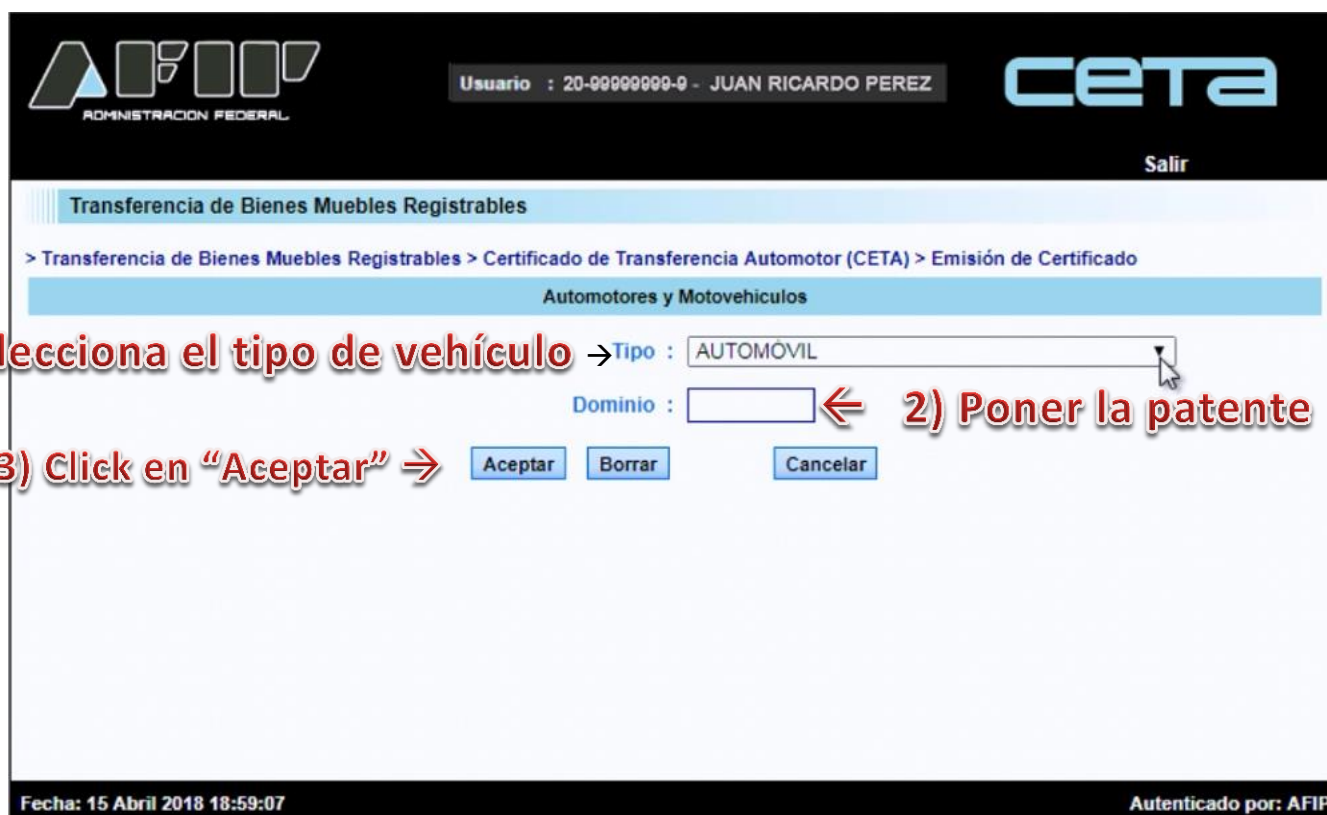 AFIP
ADMINISTRACION FEDERAL
Usuario : 20-99999999-9 - JUAN RICARDO PEREZ
ceta
Salir
Transferencia de Bienes Muebles Registrables
> Transferencia de Bienes Muebles Registrables > Certificado de Transferencia Automotor (CETA) > Emisión de Certificado
Automotores y Motovehiculos
lecciona el tipo de vehículo → Tipo : AUTOMÓVIL
Dominio : ← 2) Poner la patente
3) Click en “Aceptar” → Aceptar Borrar Cancelar
Fecha: 15 Abril 2018 18:59:07 Autenticado por: AFIP